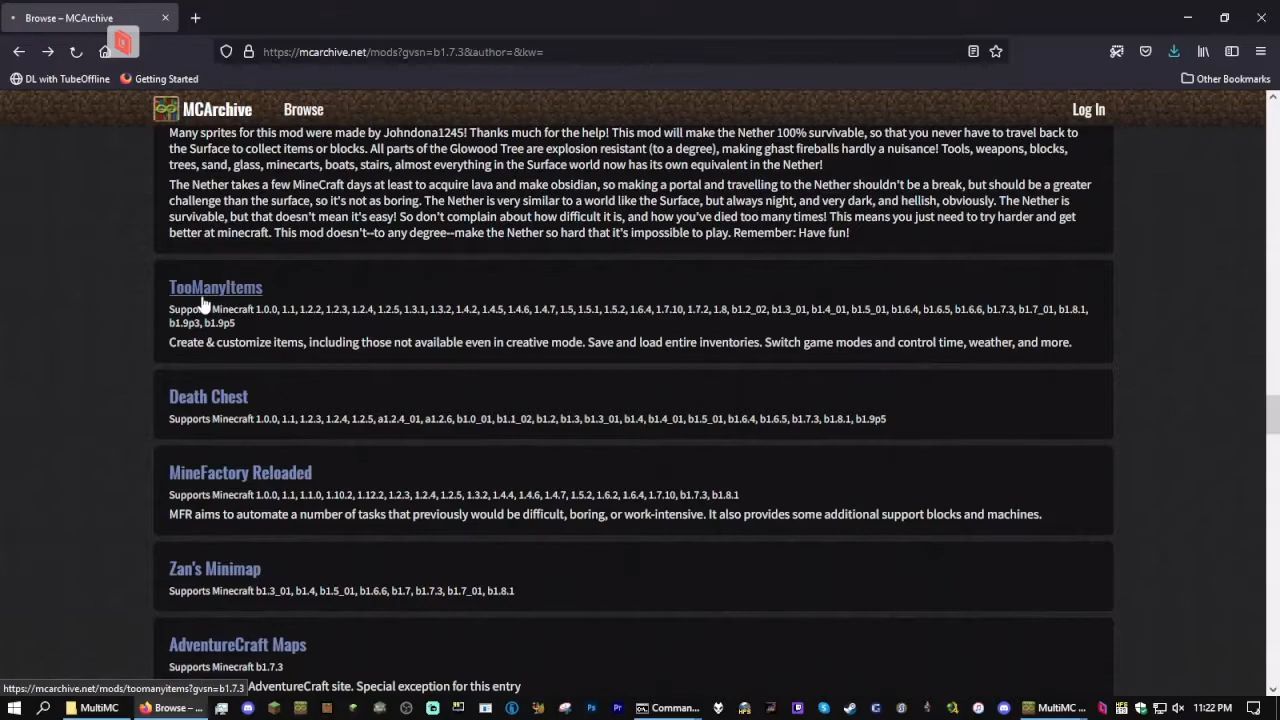 Browse – MCArchive
https://mcarchive.net/mods?gvsn=b1.7.3&author=&kw=
DL with TubeOffline
Getting Started
Other Bookmarks
MCArchive
Browse
Log In
Many sprites for this mod were made by Johndona1245! Thanks much for the help! This mod will make the Nether 100% survivable, so that you never have to travel back to
the Surface to collect items or blocks. All parts of the Glowood Tree are explosion resistant (to a degree), making ghast fireballs hardly a nuisance! Tools, weapons, blocks,
trees, sand, glass, minecarts, boats, stairs, almost everything in the Surface world now has its own equivalent in the Nether!
The Nether takes a few MineCraft days at least to acquire lava and make obsidian, so making a portal and travelling to the Nether shouldn't be a break, but should be a greater
challenge than the surface, so it's not as boring. The Nether is very similar to a world like the Surface, but always night, and very dark, and hellish, obviously. The Nether is
survivable, but that doesn't mean it's easy! So don't complain about how difficult it is, and how you've died too many times! This means you just need to try harder and get
better at minecraft. This mod doesn't--to any degree--make the Nether so hard that it's impossible to play. Remember: Have fun!
TooManyItems
Supports Minecraft 1.0.0, 1.1, 1.2.2, 1.2.3, 1.2.4, 1.2.5, 1.3.1, 1.3.2, 1.4.2, 1.4.5, 1.4.6, 1.4.7, 1.5, 1.5.1, 1.5.2, 1.6.4, 1.7.10, 1.7.2, 1.8, b1.2_02, b1.3_01, b1.4_01, b1.5_01, b1.6.4, b1.6.5, b1.6.6, b1.7.3, b1.7_01, b1.8.1,
b1.9p3, b1.9p5
Create & customize items, including those not available even in creative mode. Save and load entire inventories. Switch game modes and control time, weather, and more.
Death Chest
Supports Minecraft 1.0.0, 1.1, 1.2.3, 1.2.4, 1.2.5, a1.2.4_01, a1.2.6, b1.0_01, b1.1_02, b1.2, b1.3, b1.3_01, b1.4, b1.4_01, b1.5_01, b1.6.4, b1.6.5, b1.7.3, b1.8.1, b1.9p5
MineFactory Reloaded
Supports Minecraft 1.0.0, 1.1, 1.1.0, 1.10.2, 1.12.2, 1.2.3, 1.2.4, 1.2.5, 1.3.2, 1.4.4, 1.4.6, 1.4.7, 1.5.2, 1.6.2, 1.6.4, 1.7.10, b1.7.3, b1.8.1
MFR aims to automate a number of tasks that previously would be difficult, boring, or work-intensive. It also provides some additional support blocks and machines.
Zan's Minimap
Supports Minecraft b1.3_01, b1.4, b1.5_01, b1.6.6, b1.7, b1.7.3, b1.7_01, b1.8.1
AdventureCraft Maps
Supports Minecraft b1.7.3
https://mcarchive.net/mods/toomanyitems?gvsn=b1.7.3
AdventureCraft site. Special exception for this entry
MultiMC
Browse – ...
Comman...
MultiMC ...
11:22 PM